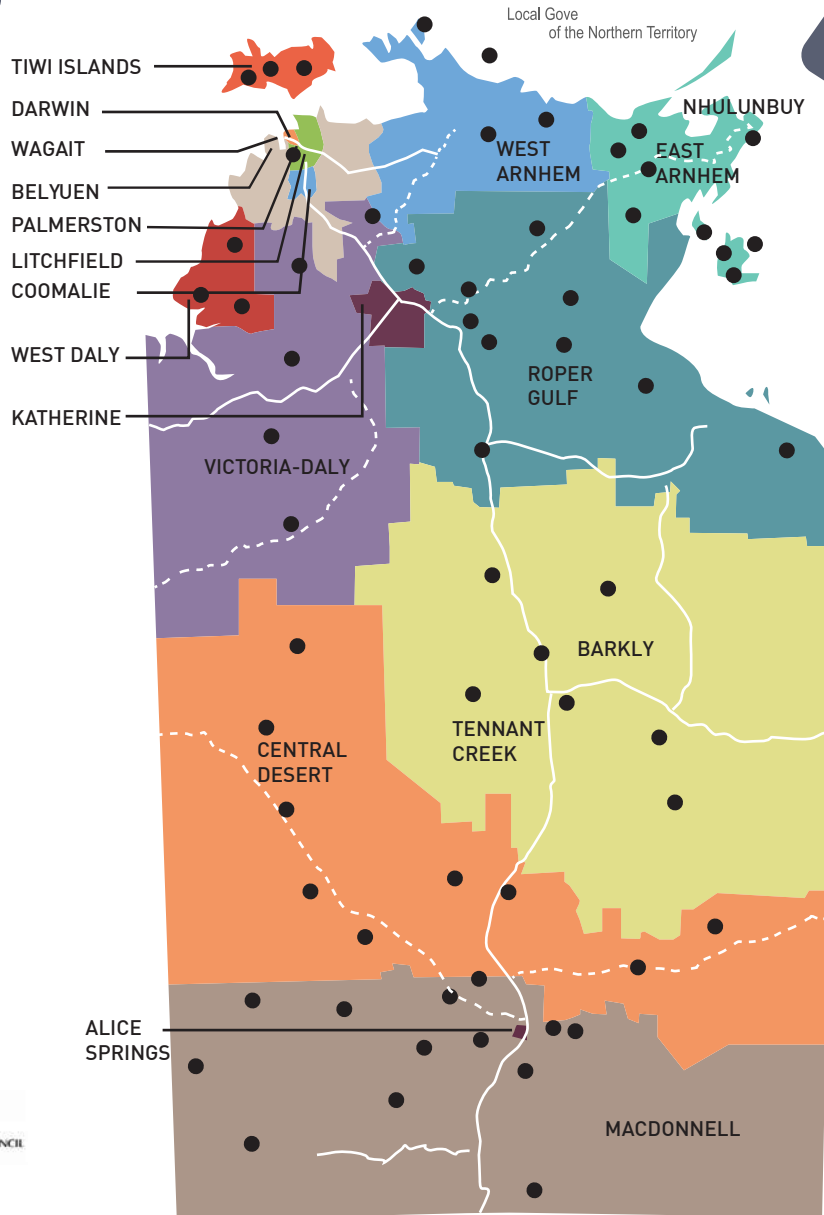 Local Gove
of the Northern Territory
TIWI ISLANDS
DARWIN
WAGAIT
BELYUEN
PALMERSTON
LITCHFIELD
COOMALIE
WEST DALY
KATHERINE
NHULUNBUY
WEST
ARNHEM
EAST
ARNHEM
ROPER
GULF
VICTORIA-DALY
BARKLY
TENNANT
CREEK
CENTRAL
DESERT
ALICE
SPRINGS
MACDONNELL
NCIL